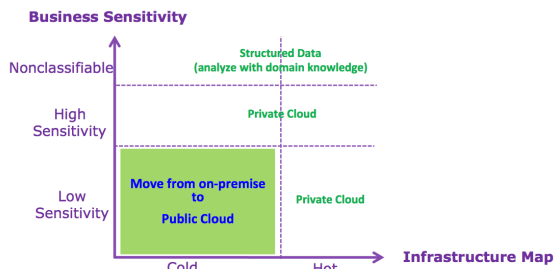 Business Sensitivity
Structured Data
(analyze with domain knowledge)
Nonclassifiable
High
Sensitivity
Private Cloud
Low
Sensitivity
Move from on-premise
to
Public Cloud
Private Cloud
Infrastructure Map
Cold
Hot